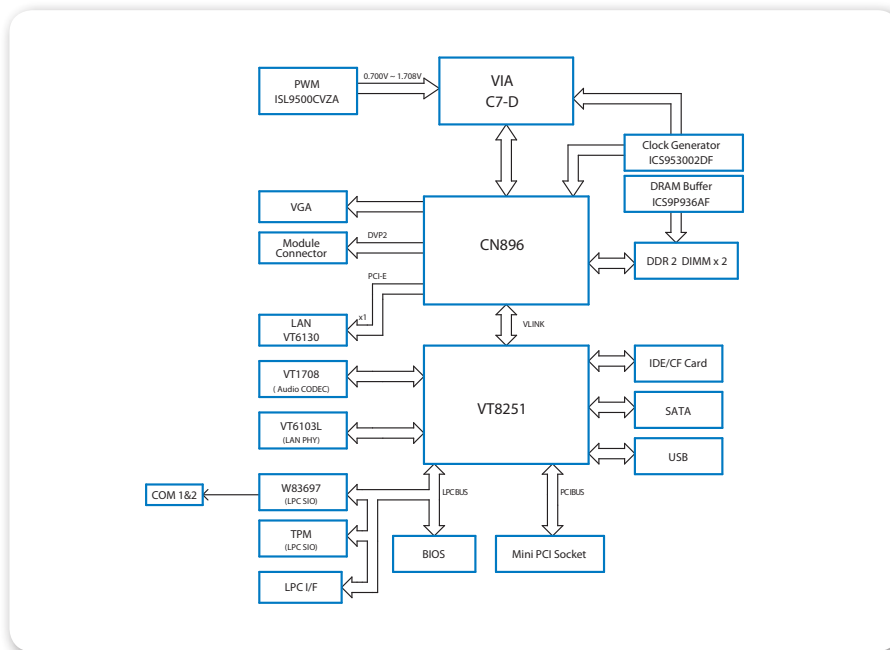 PWM
ISL9500CVZA
0.700V ~ 1.708V
VIA
C7-D
Clock Generator
ICS953002DF
DRAM Buffer
ICS9P936AF
VGA
Module
Connector
DVP2
CN896
DDR 2 DIMM x 2
PCI-E
x1
LAN
VT6130
VLINK
VT1708
( Audio CODEC)
VT8251
IDE/CF Card
SATA
VT6103L
(LAN PHY)
USB
COM 1&2
W83697
(LPC SIO)
LPC BUS
PCI BUS
TPM
(LPC SIO)
BIOS
Mini PCI Socket
LPC I/F